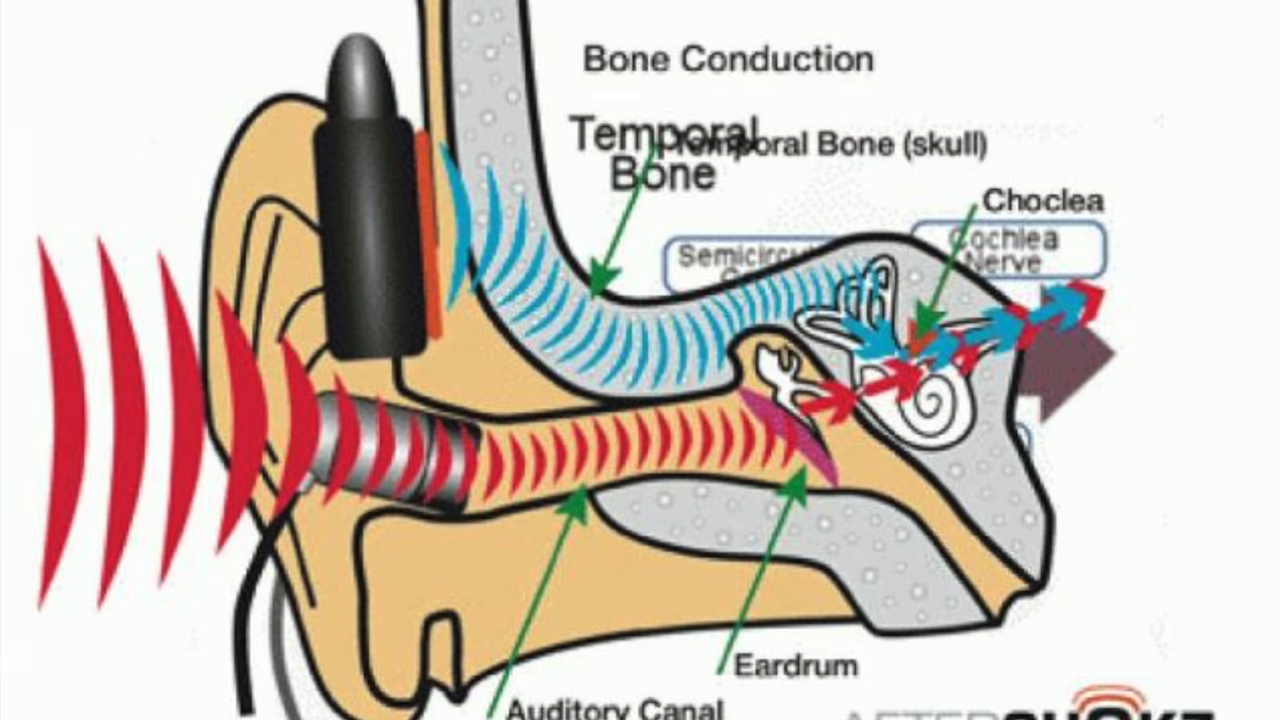 Bone Conduction
Temporal
Bone
Temporal Bone (skull)
Choclea
Cochlea
Nerve
Eardrum
Auditory Canal